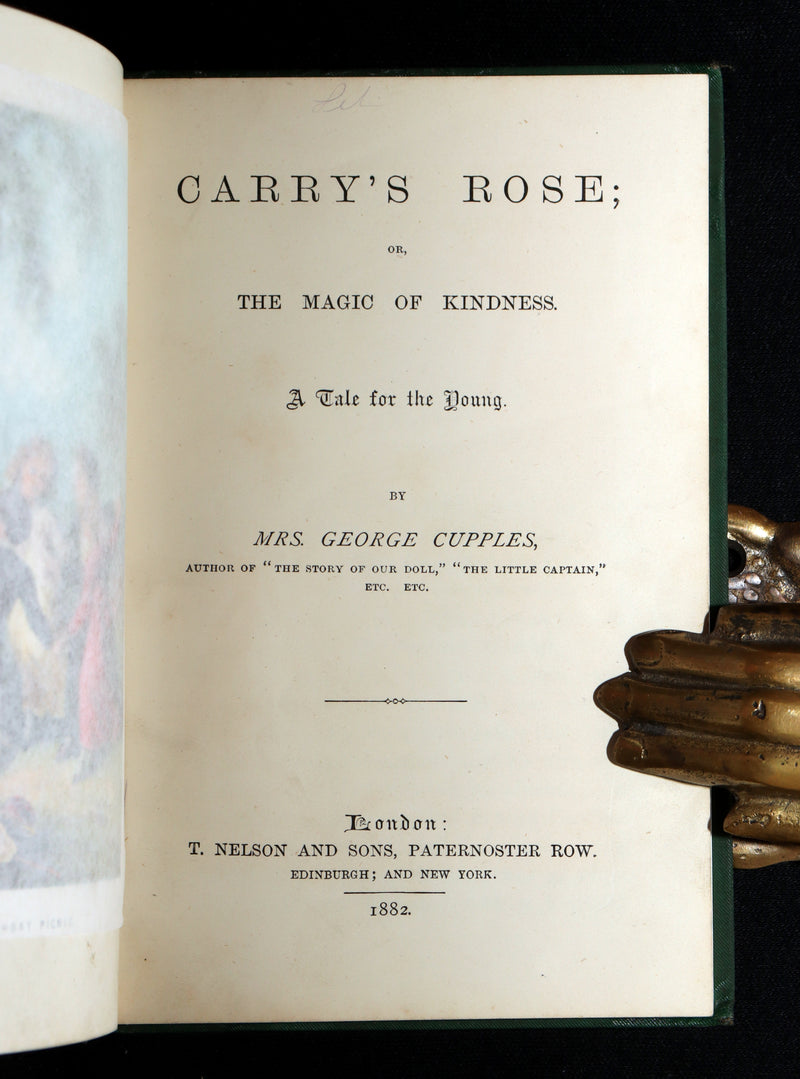 CARRY'S ROSE;
OR,
THE MAGIC OF KINDNESS.
A Tale for the Young.
BY
MRS. GEORGE CUPPLES,
AUTHOR OF "THE STORY OF OUR DOLL," "THE LITTLE CAPTAIN,"
ETC. ETC.
London:
T. NELSON AND SONS, PATERNOSTER ROW.
EDINBURGH; AND NEW YORK.
1882.